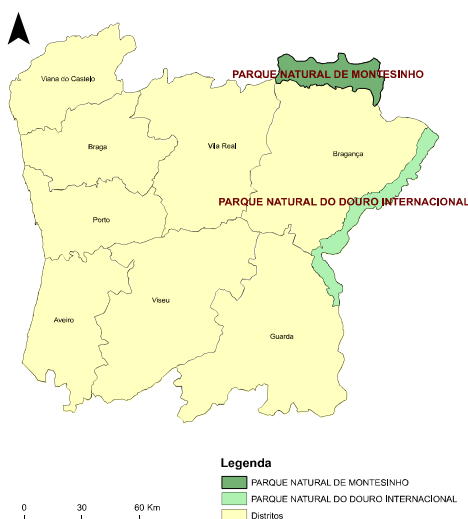 Viana do Castelo
PARQUE NATURAL DE MONTESINHO
Braga
Vila Real
Bragança
PARQUE NATURAL DO DOURO INTERNACIONAL
Porto
Viseu
Aveiro
Guarda
Legenda
PARQUE NATURAL DE MONTESINHO
PARQUE NATURAL DO DOURO INTERNACIONAL
Distritos
0 30 60 Km